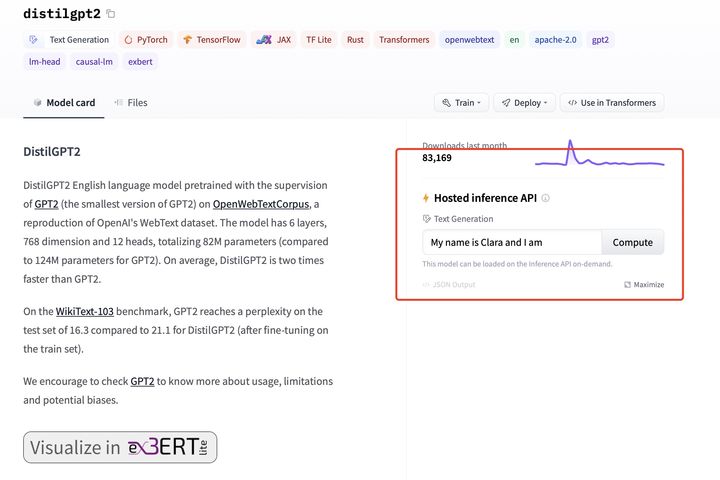 distilgpt2
Text Generation PyTorch TensorFlow JAX TF Lite Rust Transformers openwebtext en apache-2.0 gpt2
lm-head causal-lm exbert
Model card Files Train Deploy Use in Transformers
DistilGPT2
DistilGPT2 English language model pretrained with the supervision
of GPT2 (the smallest version of GPT2) on OpenWebTextCorpus, a
reproduction of OpenAI's WebText dataset. The model has 6 layers,
768 dimension and 12 heads, totalizing 82M parameters (compared
to 124M parameters for GPT2). On average, DistilGPT2 is two times
faster than GPT2.
On the WikiText-103 benchmark, GPT2 reaches a perplexity on the
test set of 16.3 compared to 21.1 for DistilGPT2 (after fine-tuning on
the train set).
We encourage to check GPT2 to know more about usage, limitations
and potential biases.
Visualize in exBERT lite
Downloads last month
83,169
Hosted inference API
Text Generation
My name is Clara and I am Compute
This model can be loaded on the Inference API on-demand.
JSON Output Maximize